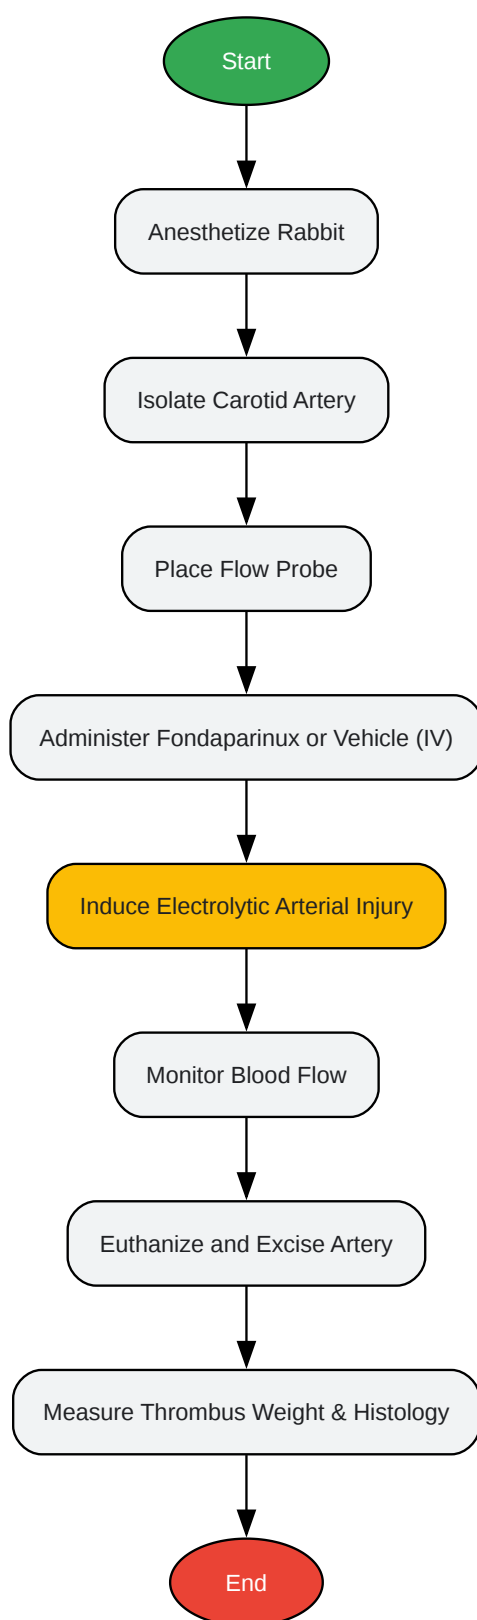 Start
Anesthetize Rabbit
Isolate Carotid Artery
Place Flow Probe
Administer Fondaparinux or Vehicle (IV)
Induce Electrolytic Arterial Injury
Monitor Blood Flow
Euthanize and Excise Artery
Measure Thrombus Weight & Histology
End